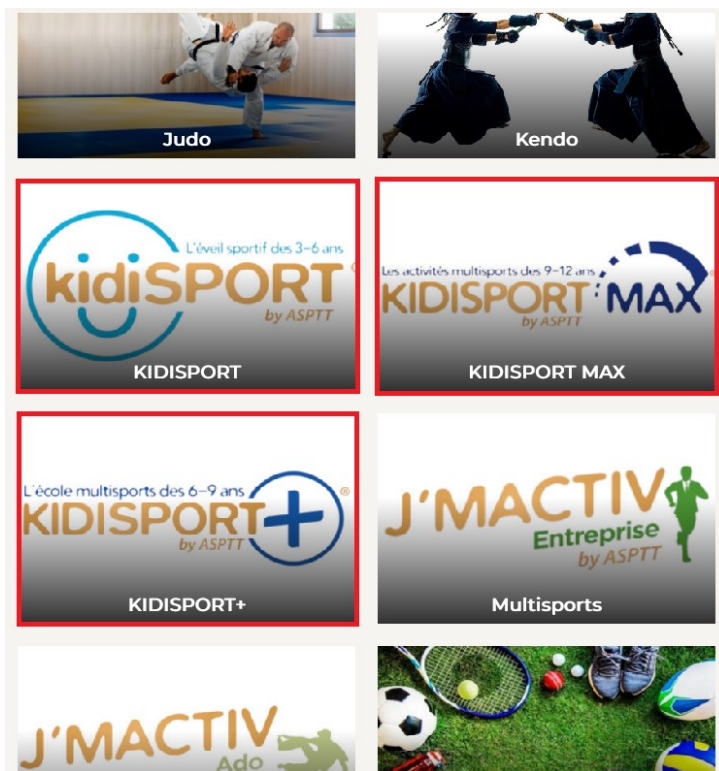 Judo
Kendo
L'éveil sportif des 3-6 ans
kidiSPORT
by ASPTT
KIDISPORT
Les activités multisports des 9-12 ans
KIDISPORT MAX
by ASPTT
KIDISPORT MAX
L'école multisports des 6-9 ans
KIDISPORT+
®
by ASPTT
KIDISPORT+
J'MACTIV
Entreprise
by ASPTT
Multisports
J'MACTIV
Ado